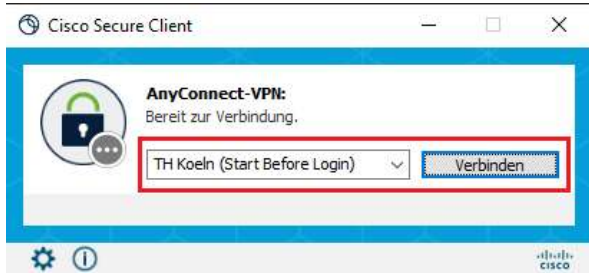 Cisco Secure Client
AnyConnect-VPN:
Bereit zur Verbindung.
TH Koeln (Start Before Login)
Verbinden
cisco